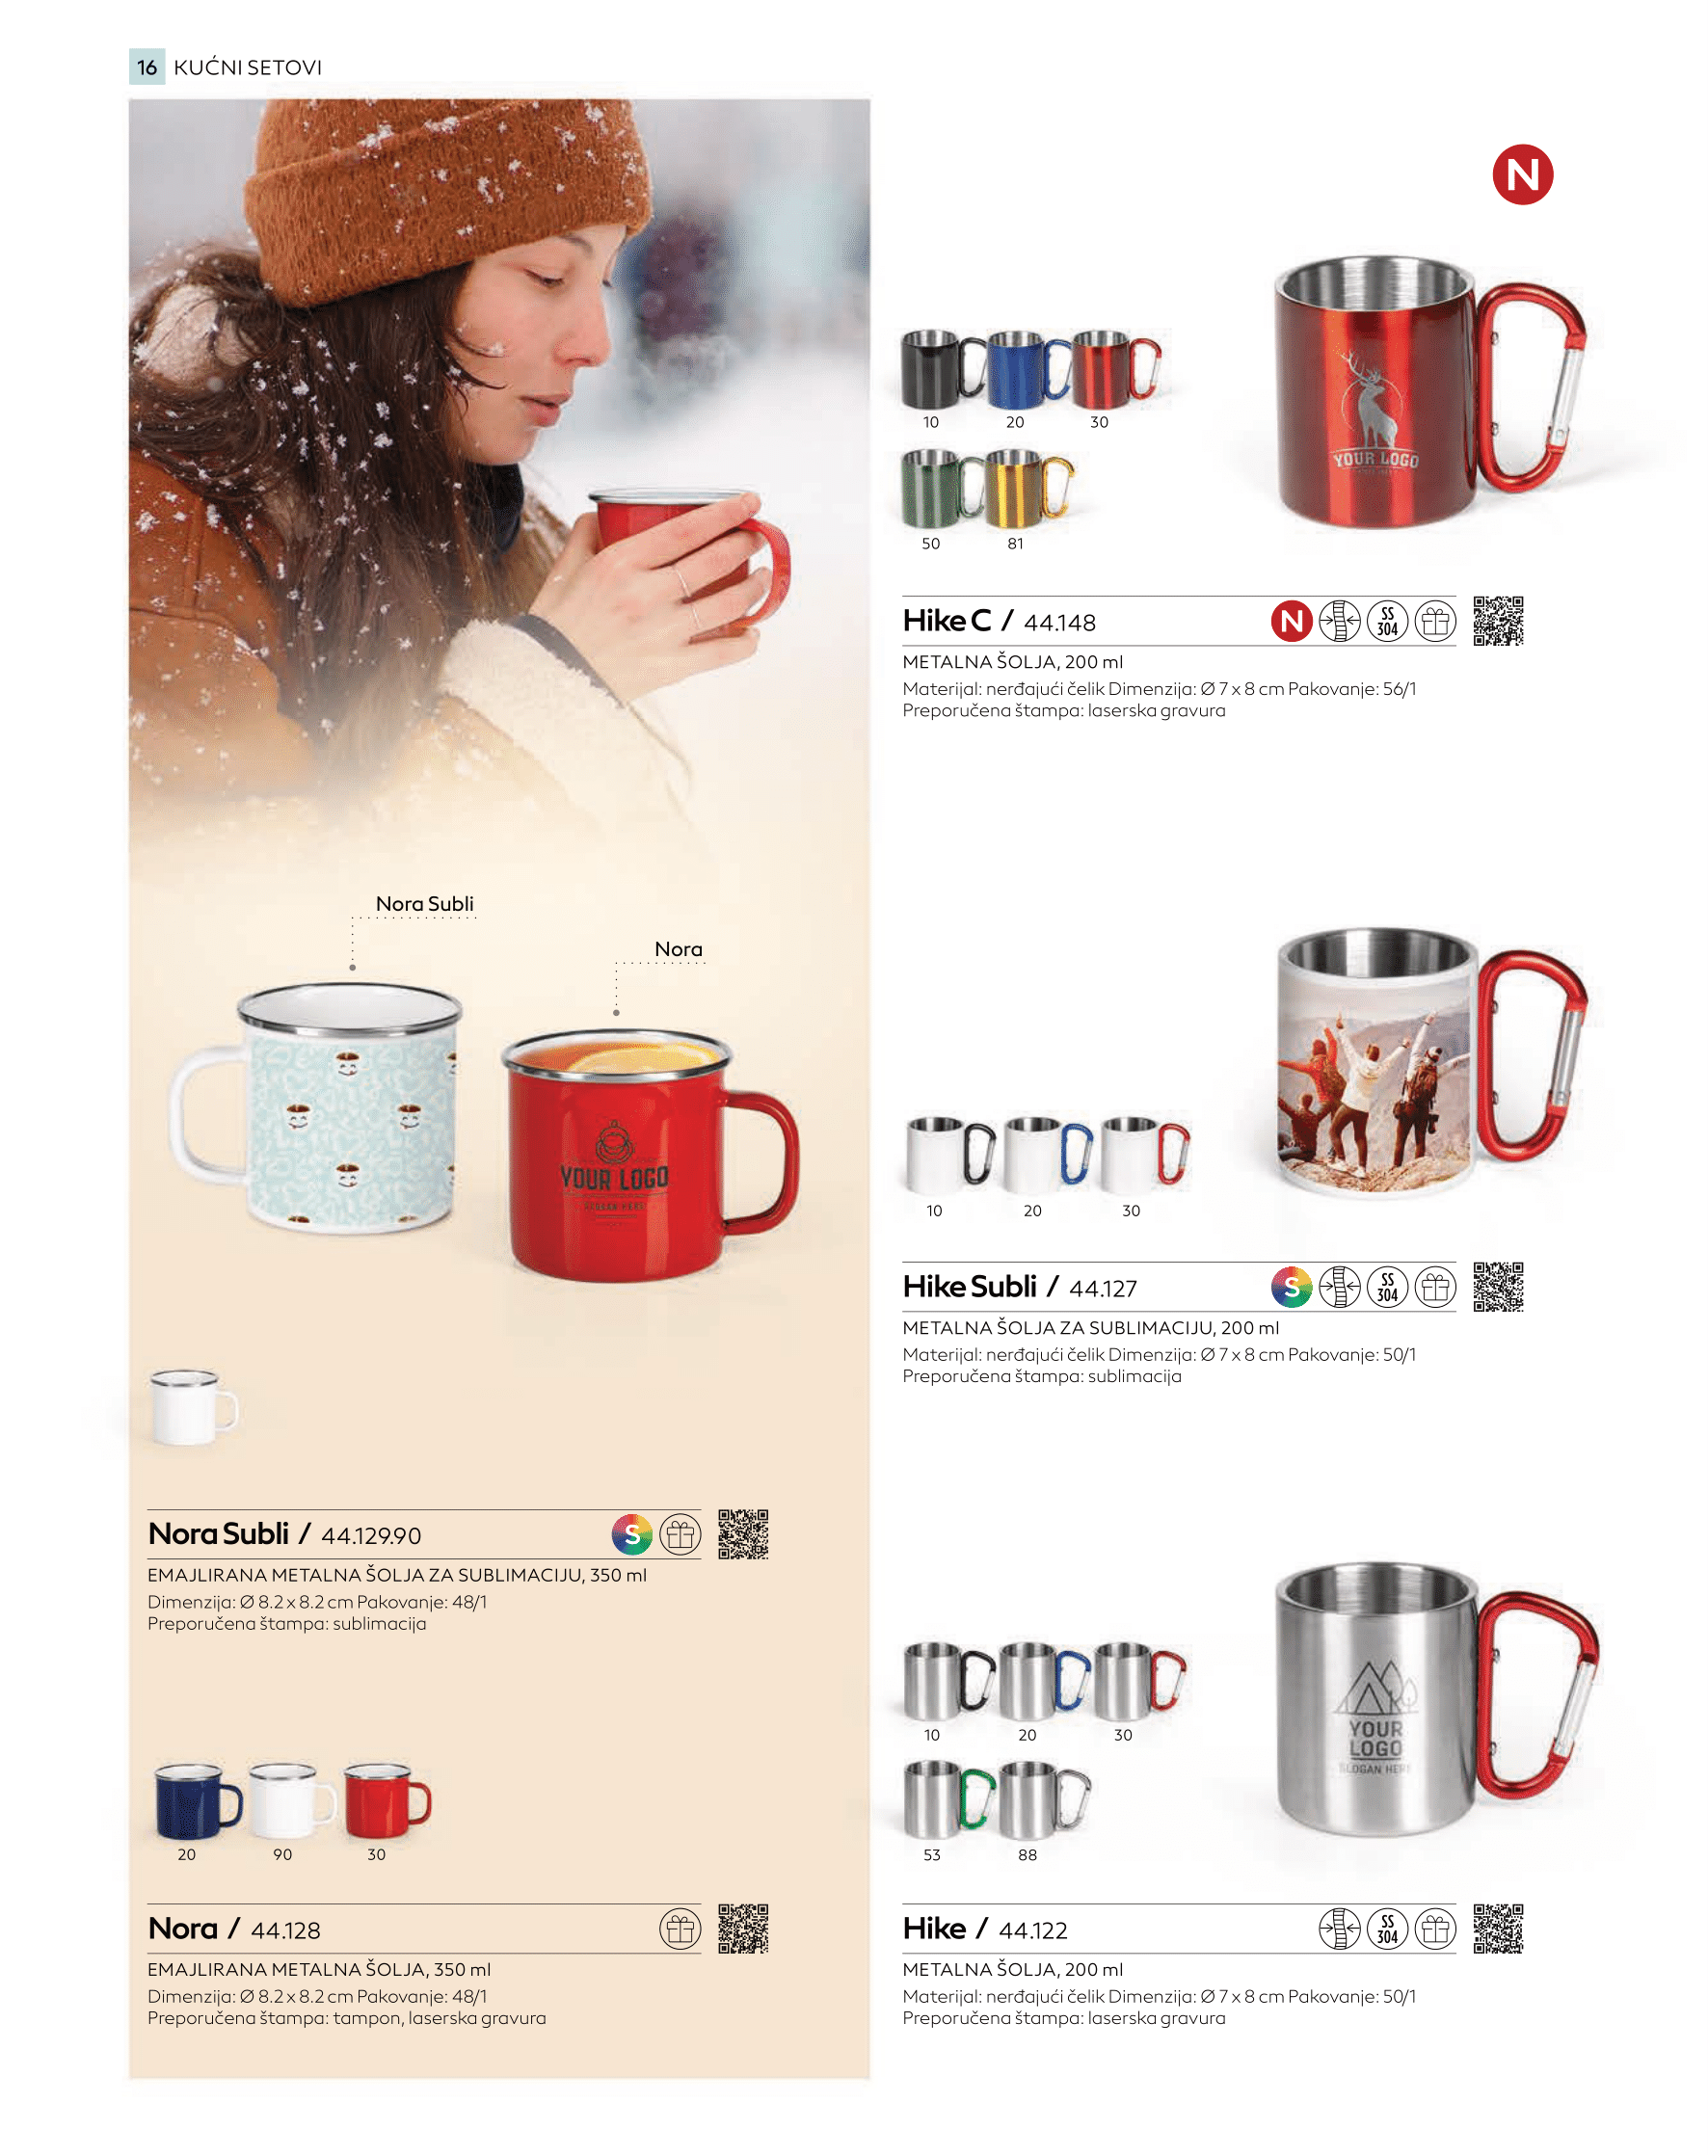 16 KUĆNI SETOVI
N
YOUR LOGO
10 20 30
50 81
Hike C / 44.148 N SS 304
METALNA ŠOLJA, 200 ml
Materijal: nerđajući čelik Dimenzija: Ø 7 x 8 cm Pakovanje: 56/1
Preporučena štampa: laserska gravura
Nora Subli
Nora
YOUR LOGO
SLOGAN HERE
10 20 30
Hike Subli / 44.127 S SS 304
METALNA ŠOLJA ZA SUBLIMACIJU, 200 ml
Materijal: nerđajući čelik Dimenzija: Ø 7 x 8 cm Pakovanje: 50/1
Preporučena štampa: sublimacija
Nora Subli / 44.129.90 S
EMAJLIRANA METALNA ŠOLJA ZA SUBLIMACIJU, 350 ml
Dimenzija: Ø 8.2 x 8.2 cm Pakovanje: 48/1
Preporučena štampa: sublimacija
20 90 30
Nora / 44.128
EMAJLIRANA METALNA ŠOLJA, 350 ml
Dimenzija: Ø 8.2 x 8.2 cm Pakovanje: 48/1
Preporučena štampa: tampon, laserska gravura
YOUR
LOGO
SLOGAN HERE
10 20 30
53 88
Hike / 44.122 SS 304
METALNA ŠOLJA, 200 ml
Materijal: nerđajući čelik Dimenzija: Ø 7 x 8 cm Pakovanje: 50/1
Preporučena štampa: laserska gravura